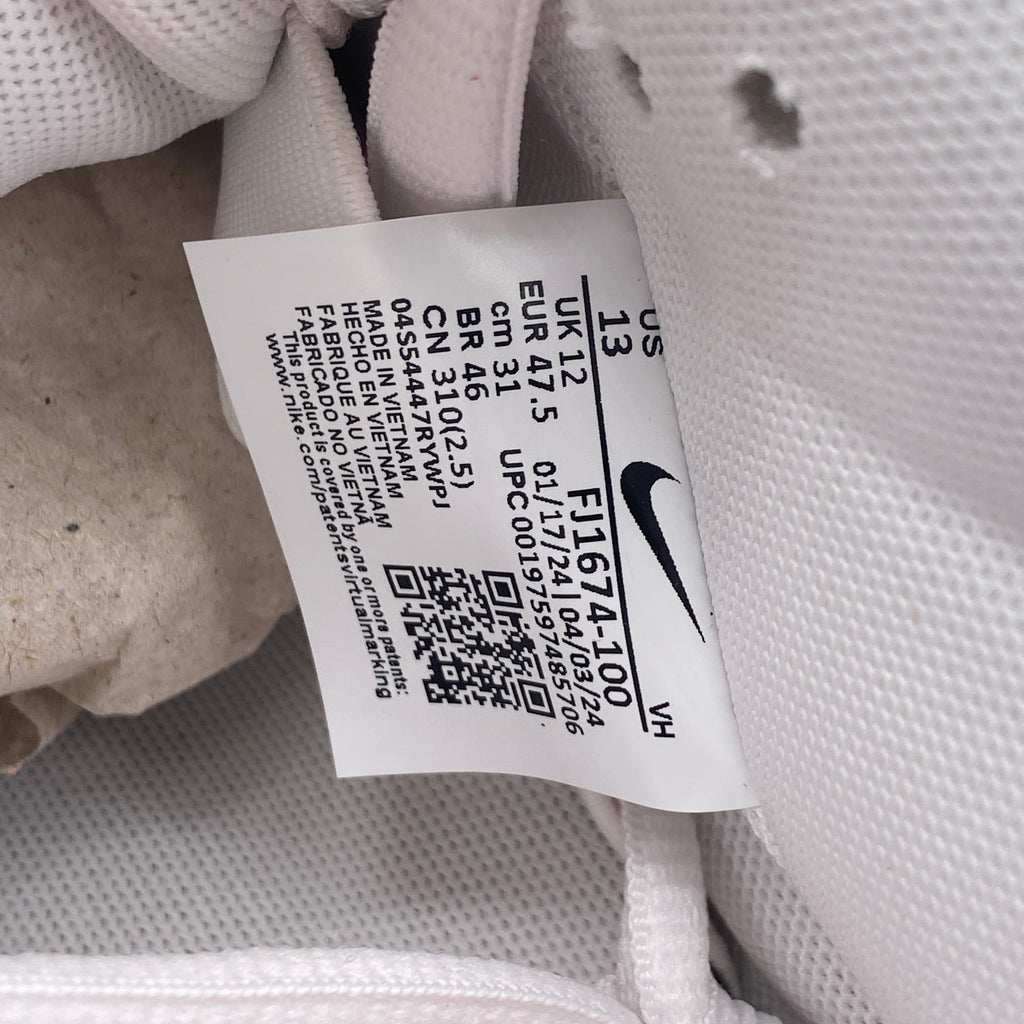 US
13
VH
UK 12
FJ1674-100
EUR 47.5
01/17/24 | 04/03/24
cm 31
UPC 00197597485706
BR 46
CN 310(2.5)
04S54447RYWPJ
MADE IN VIETNAM
HECHO EN VIETNAM
FABRIQUE AU VIETNAM
FABRICADO NO VIETNÃ
This product is covered by one or more patents:
www.nike.com/patentsvirtualmarking